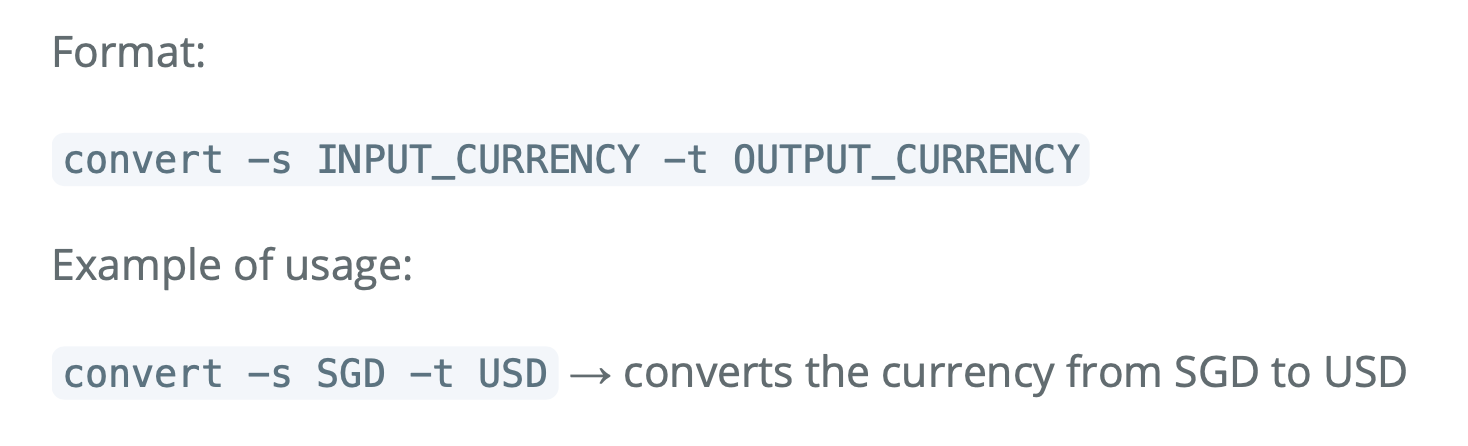 Format:
convert -s INPUT_CURRENCY -t OUTPUT_CURRENCY
Example of usage:
convert -s SGD -t USD → converts the currency from SGD to USD